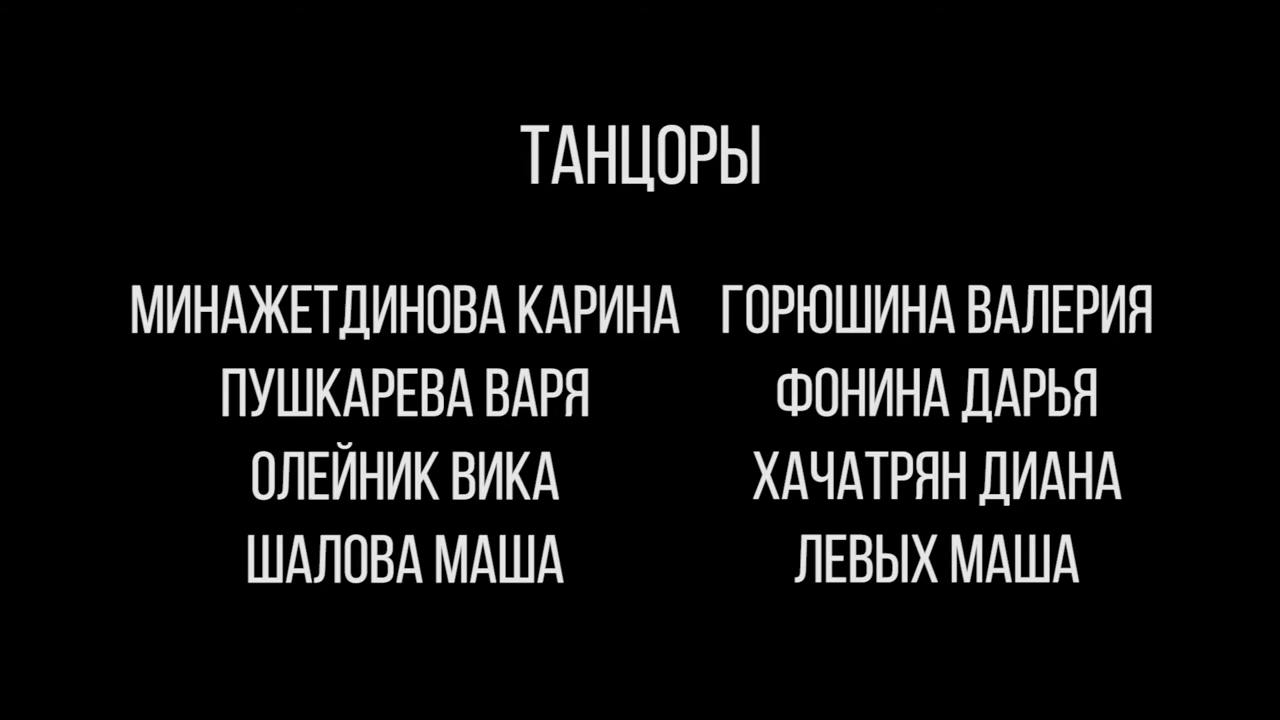 ТАНЦОРЫ
МИНАЖЕТДИНОВА КАРИНА
ПУШКАРЕВА ВАРЯ
ОЛЕЙНИК ВИКА
ШАЛОВА МАША
ГОРЮШИНА ВАЛЕРИЯ
ФОНИНА ДАРЬЯ
ХАЧАТРЯН ДИАНА
ЛЕВЫХ МАША